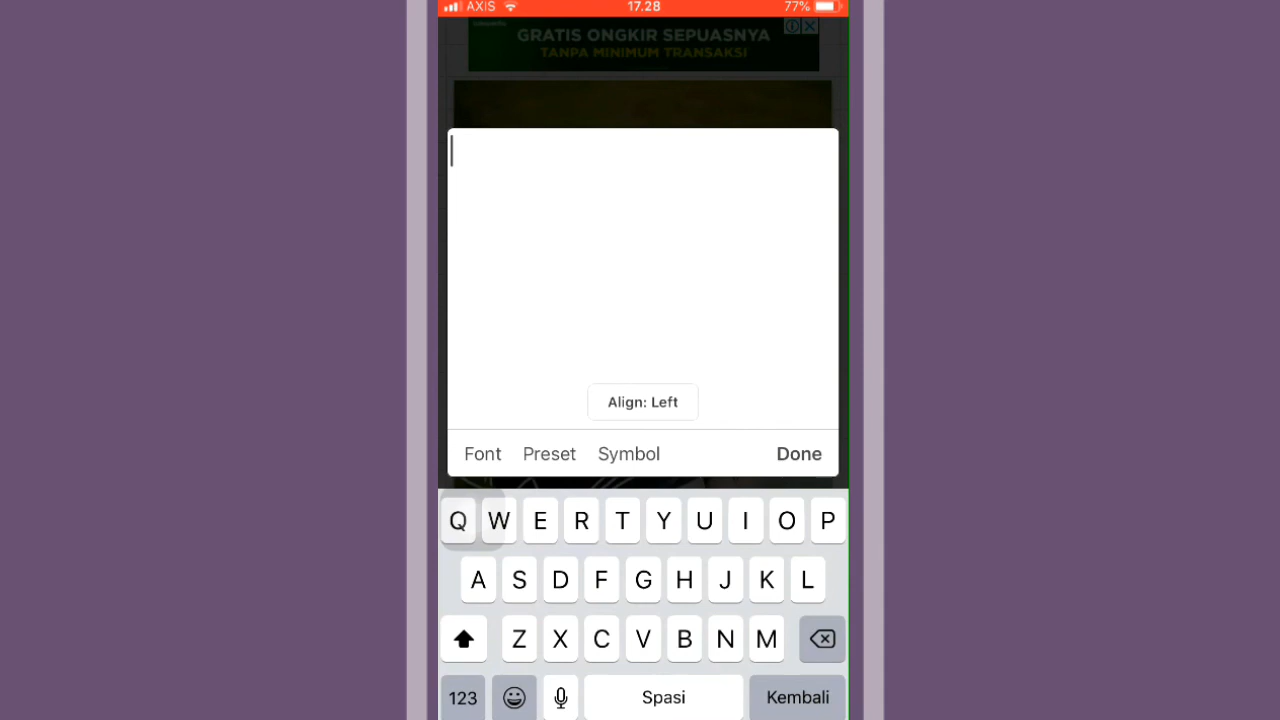 AXIS 17.28 77%
GRATIS ONGKIR SEPUASNYA
TANPA MINIMUM TRANSAKSI
Align: Left
Font Preset Symbol Done
Q W E R T Y U I O P
A S D F G H J K L
Z X C V B N M
123 Spasi Kembali